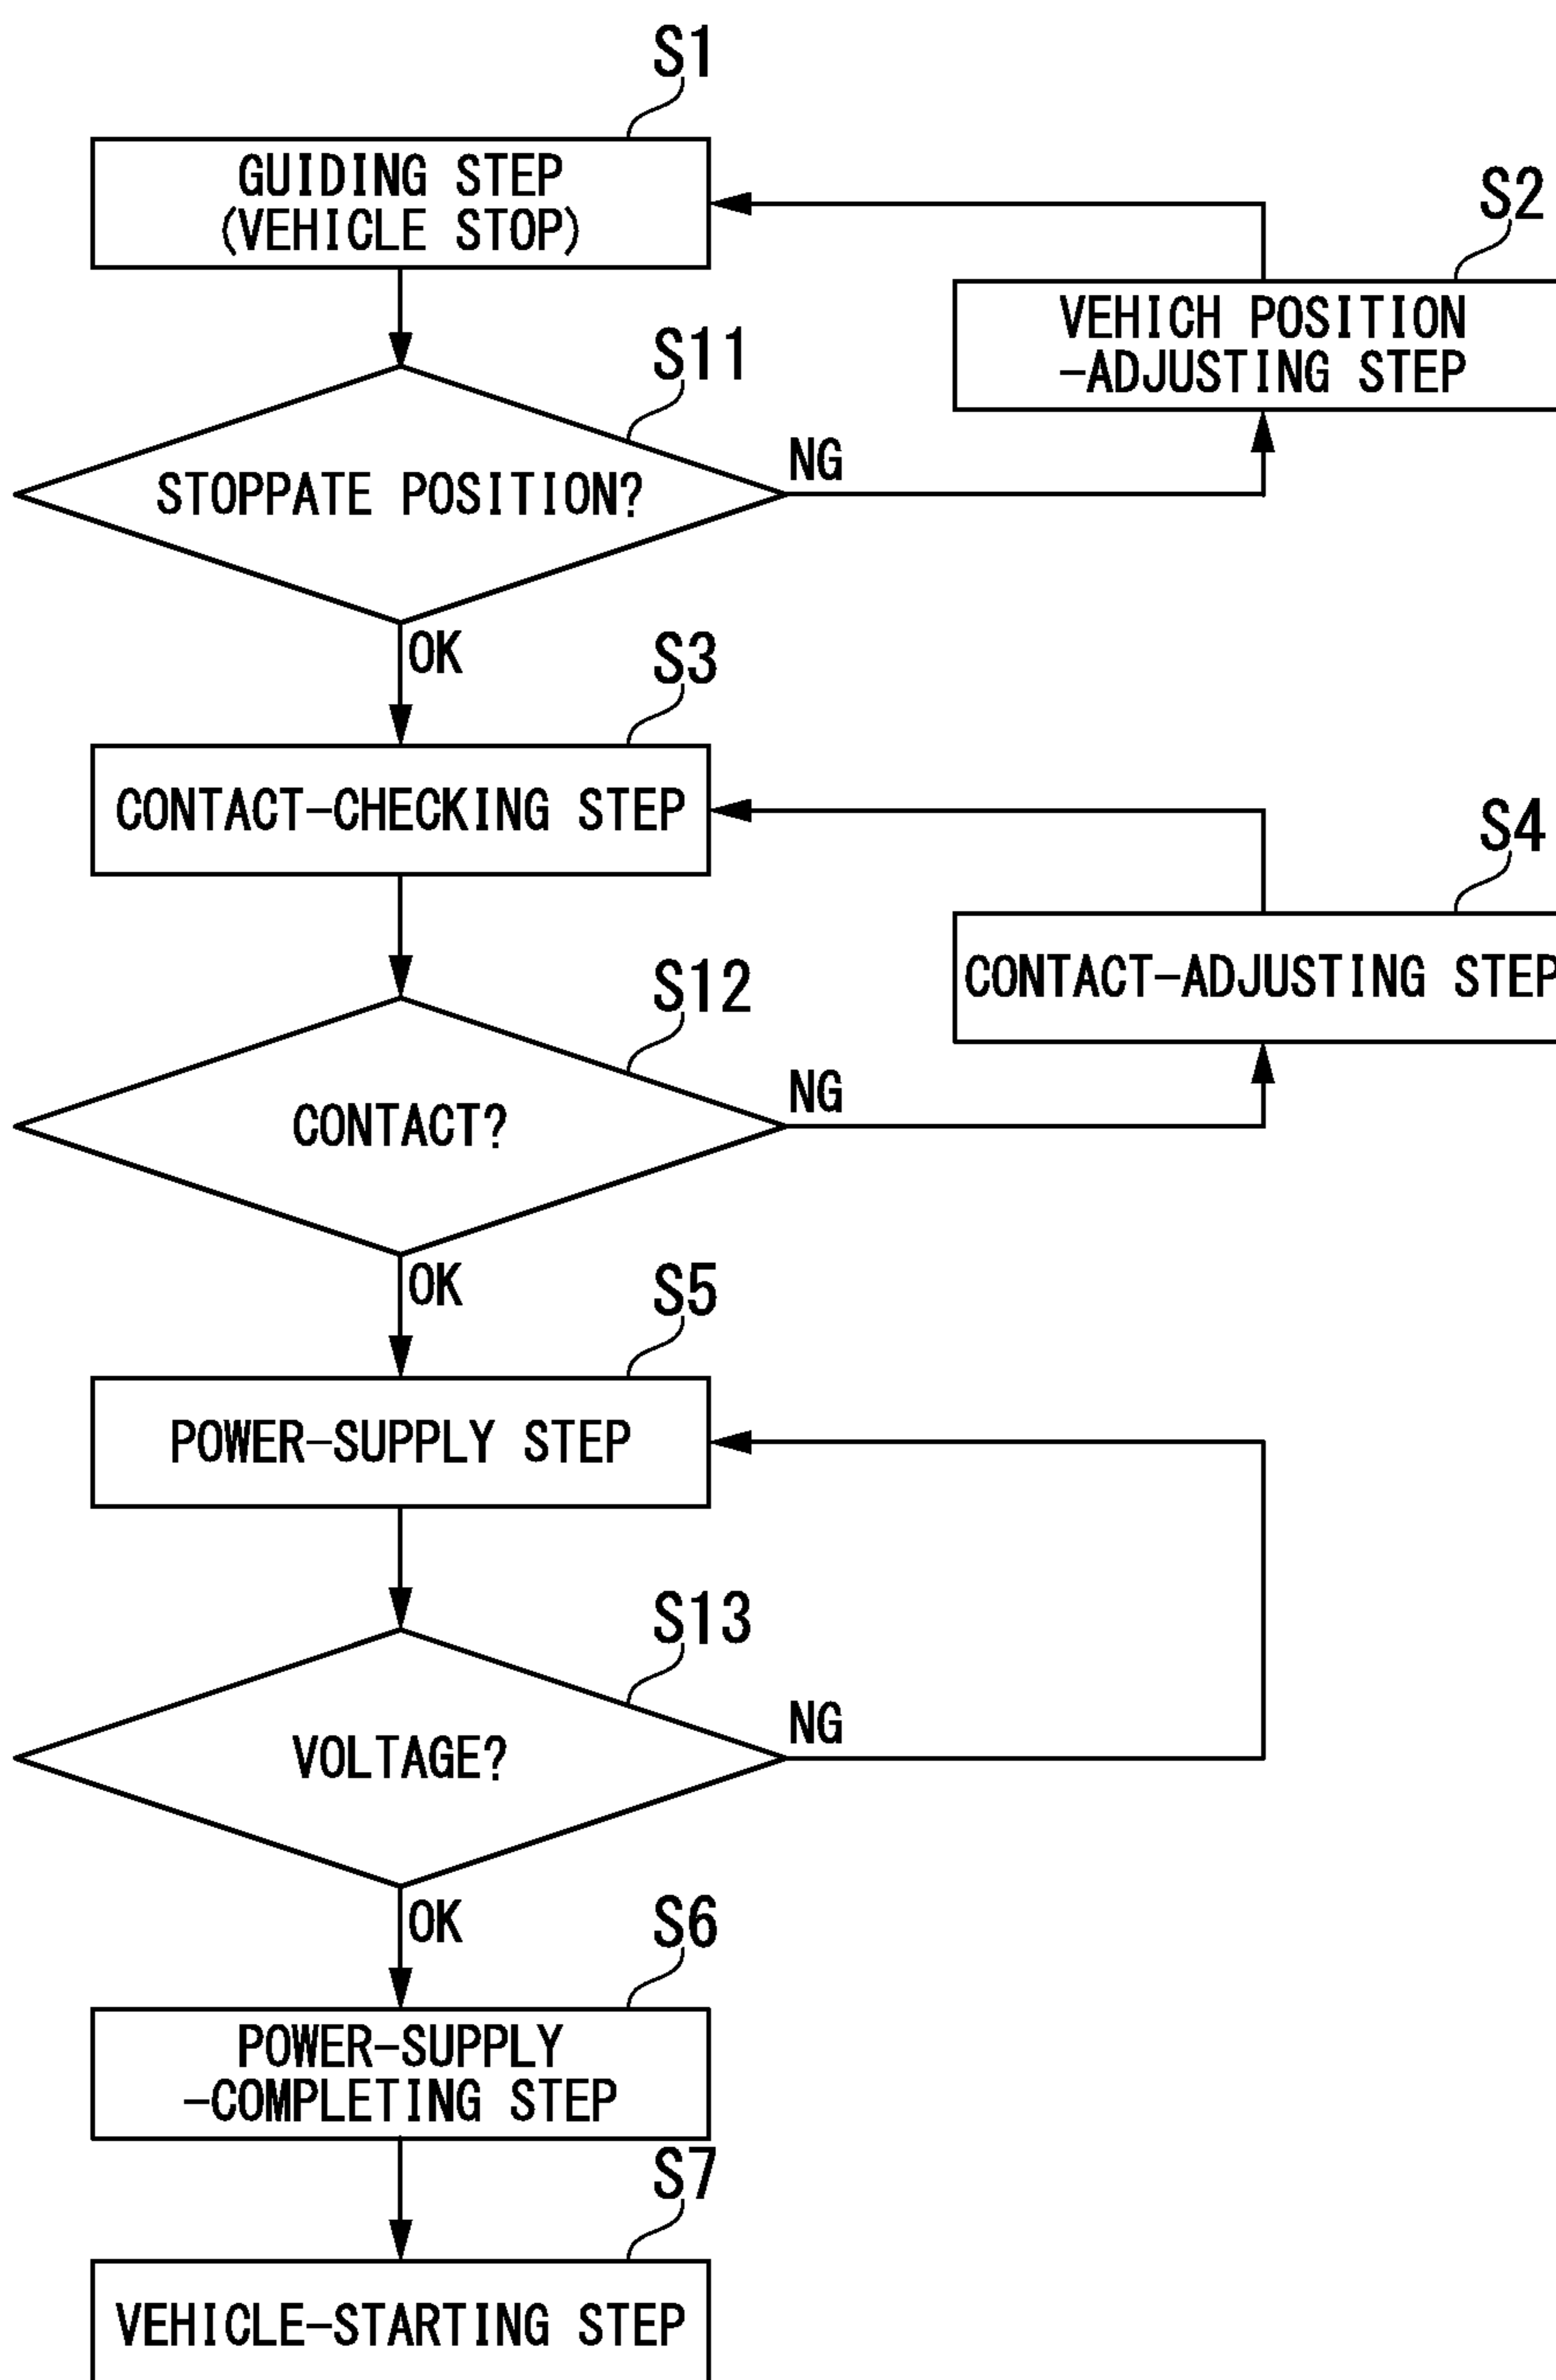 S1
GUIDING STEP
(VEHICLE STOP)
S2
VEHICH POSITION
-ADJUSTING STEP
S11
STOPPATE POSITION?
NG
OK
S3
CONTACT-CHECKING STEP
S4
CONTACT-ADJUSTING STEP
S12
CONTACT?
NG
OK
S5
POWER-SUPPLY STEP
S13
VOLTAGE?
NG
OK
S6
POWER-SUPPLY
-COMPLETING STEP
S7
VEHICLE-STARTING STEP